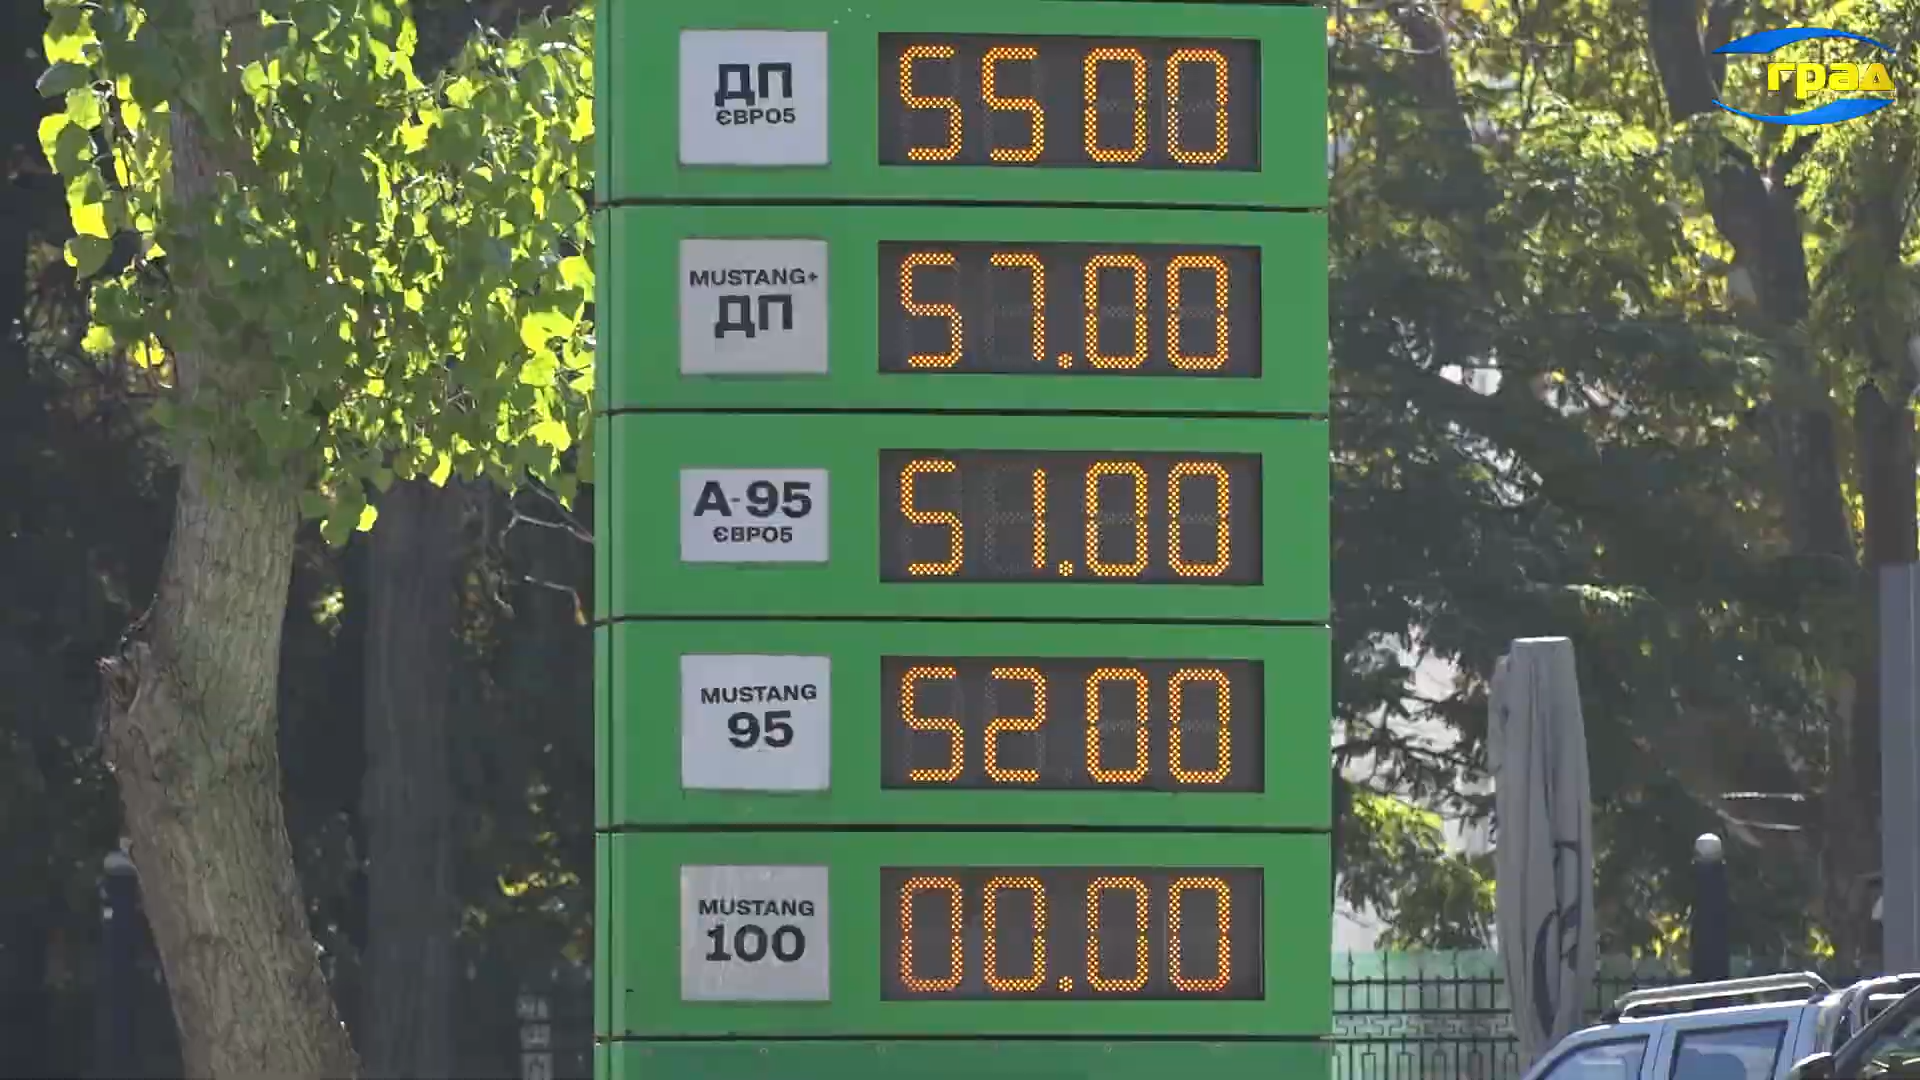 град
ДП
ЄВРО5
55.00
MUSTANG+
ДП
57.00
А-95
ЄВРО5
51.00
MUSTANG
95
52.00
MUSTANG
100
00.00